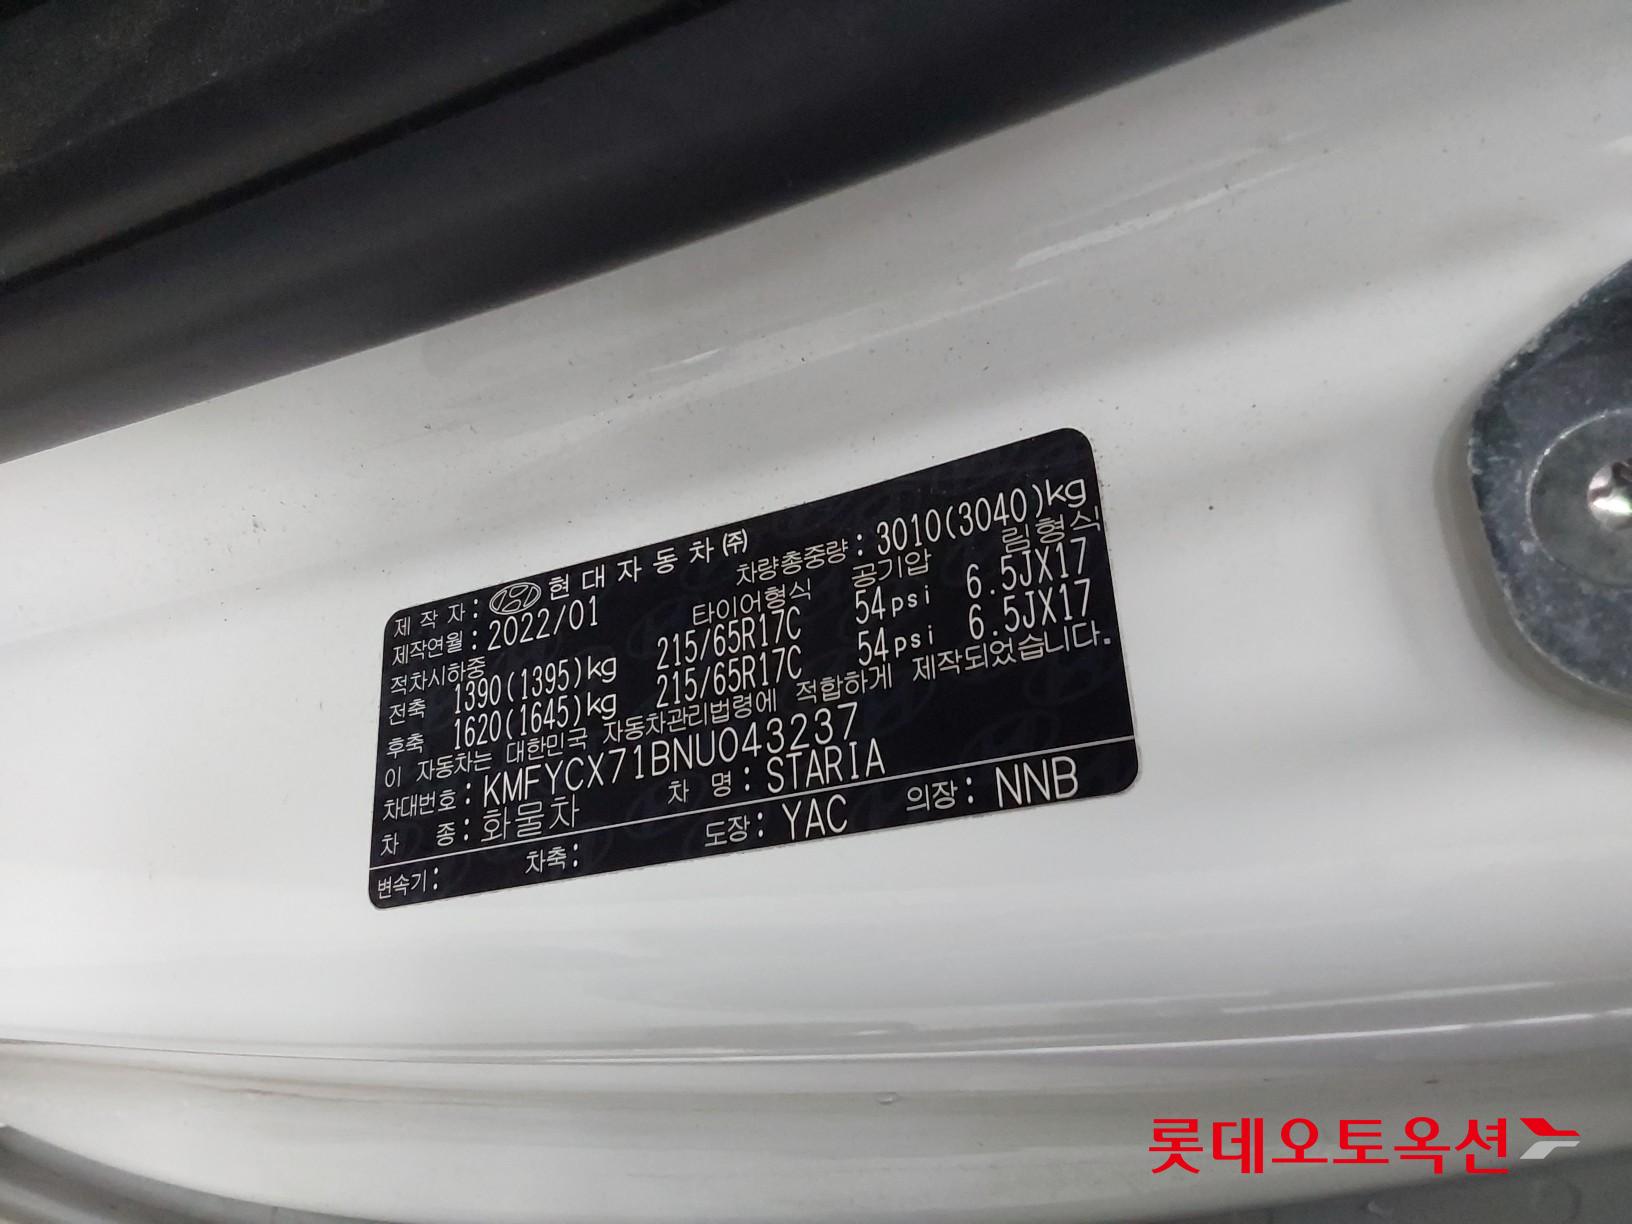 제 작 자 : 현 대 자 동 차 ㈜
제작연월 : 2022/01 차량총중량 : 3010(3040)kg
적차시하중 타이어형식 공기압 림형식
전축 1390(1395)kg 215/65R17C 54psi 6.5JX17
후축 1620(1645)kg 215/65R17C 54psi 6.5JX17
이 자동차는 대한민국 자동차관리법령에 적합하게 제작되었습니다.
차대번호 : KMFYCX71BNU043237
차 종 : 화물차 차 명 : STARIA
변속기 : 차축 : 도장 : YAC 의장 : NNB
롯데오토옥션